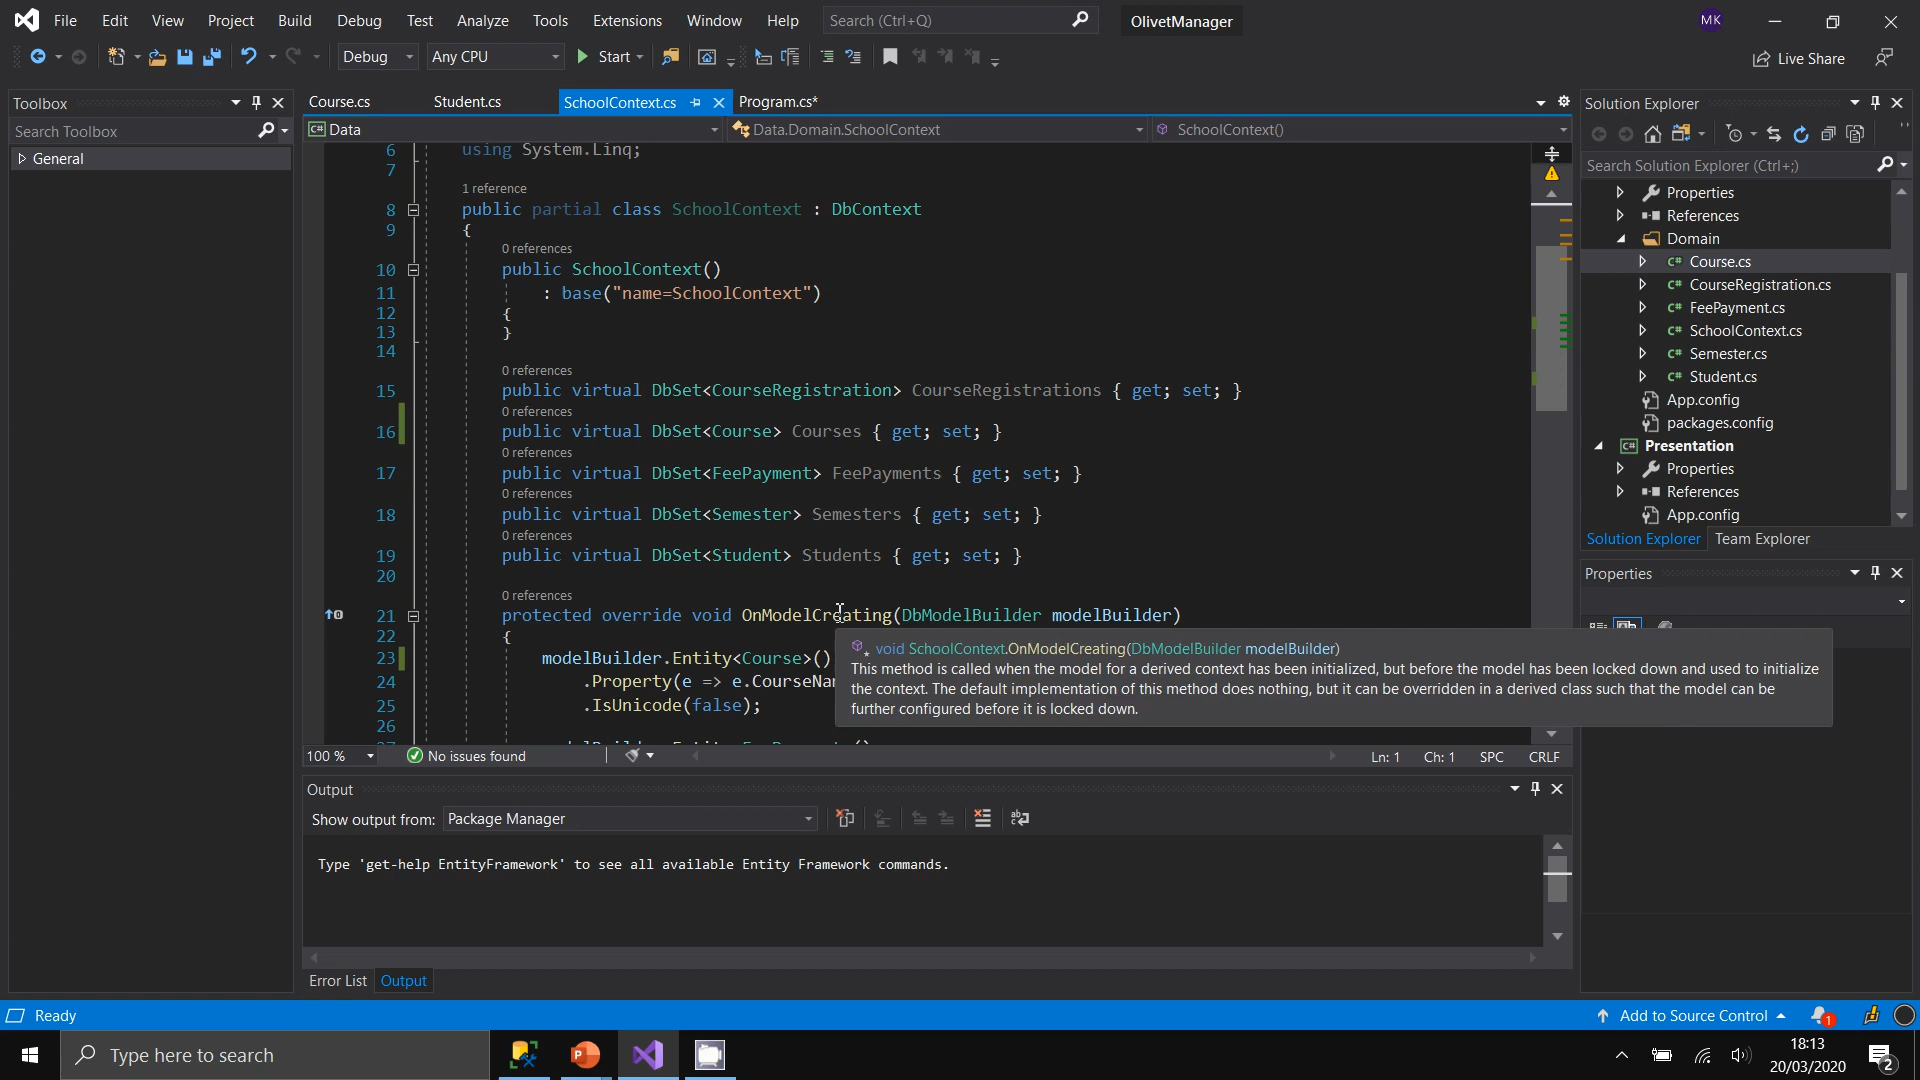 File Edit View Project Build Debug Test Analyze Tools Extensions Window Help Search (Ctrl+Q) OlivetManager MK
Debug Any CPU Start Live Share
Toolbox
Search Toolbox
General
Course.cs Student.cs SchoolContext.cs Program.cs*
Data Data.Domain.SchoolContext SchoolContext()
6 using System.Linq;
7
1 reference
8 public partial class SchoolContext : DbContext
9 {
0 references
10 public SchoolContext()
11 : base("name=SchoolContext")
12 {
13 }
14
0 references
15 public virtual DbSet<CourseRegistration> CourseRegistrations { get; set; }
0 references
16 public virtual DbSet<Course> Courses { get; set; }
0 references
17 public virtual DbSet<FeePayment> FeePayments { get; set; }
0 references
18 public virtual DbSet<Semester> Semesters { get; set; }
0 references
19 public virtual DbSet<Student> Students { get; set; }
20
0 references
21 protected override void OnModelCreating(DbModelBuilder modelBuilder)
22 {
23 modelBuilder.Entity<Course>()
24 .Property(e => e.CourseNam
25 .IsUnicode(false);
26
void SchoolContext.OnModelCreating(DbModelBuilder modelBuilder)
This method is called when the model for a derived context has been initialized, but before the model has been locked down and used to initialize
the context. The default implementation of this method does nothing, but it can be overridden in a derived class such that the model can be
further configured before it is locked down.
100 % No issues found Ln: 1 Ch: 1 SPC CRLF
Output
Show output from: Package Manager
Type 'get-help EntityFramework' to see all available Entity Framework commands.
Error List Output
Solution Explorer
Search Solution Explorer (Ctrl+;)
Properties
References
Domain
Course.cs
CourseRegistration.cs
FeePayment.cs
SchoolContext.cs
Semester.cs
Student.cs
App.config
packages.config
Presentation
Properties
References
App.config
Solution Explorer Team Explorer
Properties
Ready Add to Source Control 1
Type here to search 18:13
20/03/2020 2